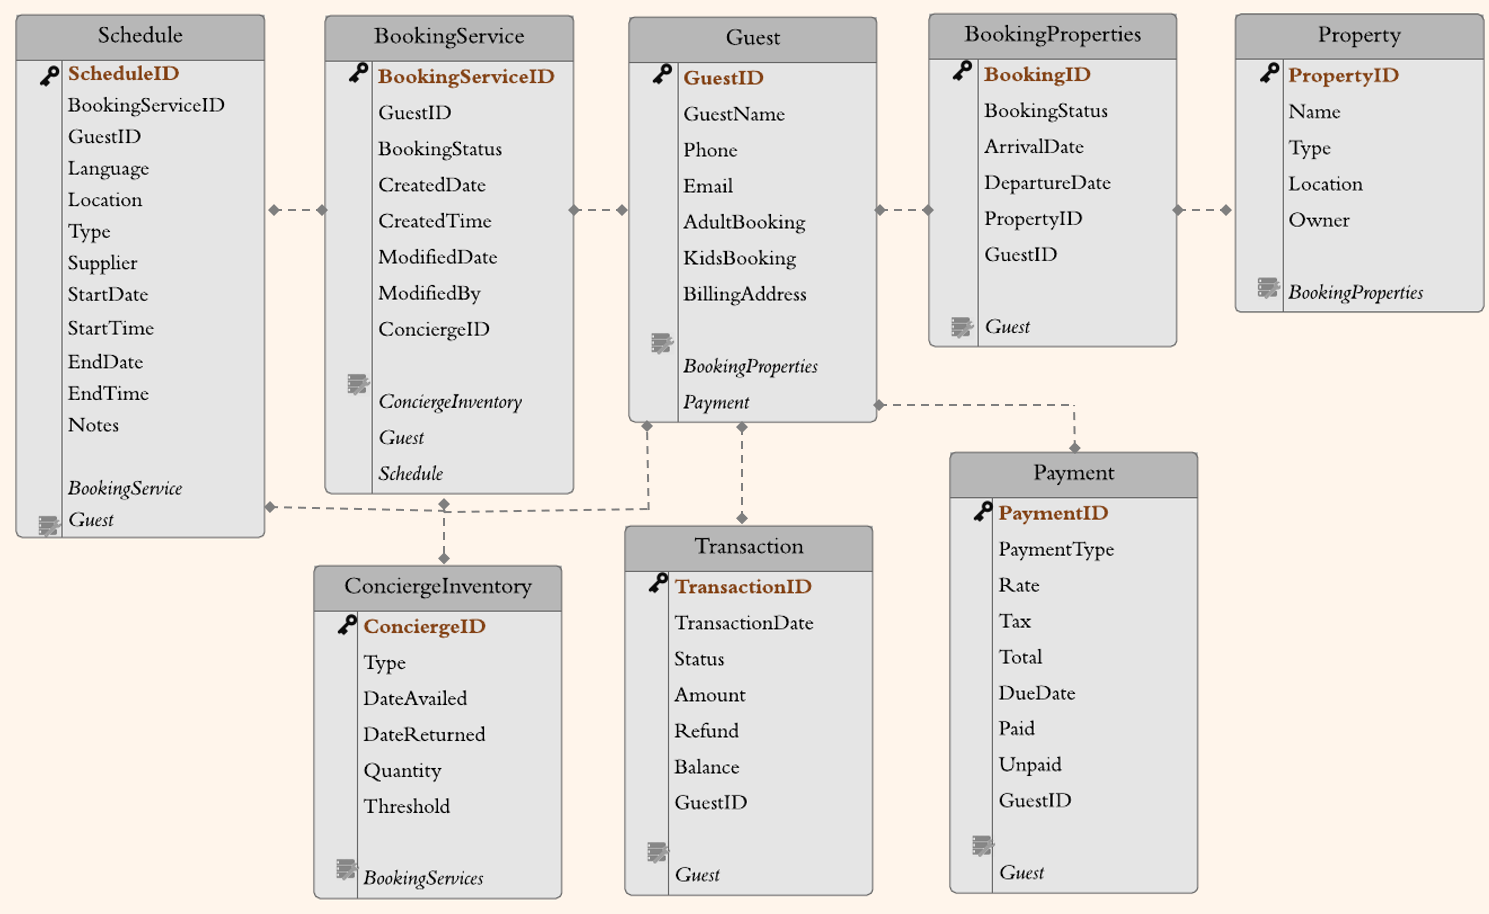 Schedule
ScheduleID
BookingServiceID
GuestID
Language
Location
Type
Supplier
StartDate
StartTime
EndDate
EndTime
Notes
BookingService
Guest
BookingService
BookingServiceID
GuestID
BookingStatus
CreatedDate
CreatedTime
ModifiedDate
ModifiedBy
ConciergeID
ConciergeInventory
Guest
Schedule
Guest
GuestID
GuestName
Phone
Email
AdultBooking
KidsBooking
BillingAddress
BookingProperties
Payment
BookingProperties
BookingID
BookingStatus
ArrivalDate
DepartureDate
PropertyID
GuestID
Guest
Property
PropertyID
Name
Type
Location
Owner
BookingProperties
ConciergeInventory
ConciergeID
Type
DateAvailed
DateReturned
Quantity
Threshold
BookingServices
Transaction
TransactionID
TransactionDate
Status
Amount
Refund
Balance
GuestID
Guest
Payment
PaymentID
PaymentType
Rate
Tax
Total
DueDate
Paid
Unpaid
GuestID
Guest